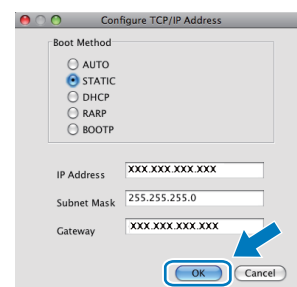 Configure TCP/IP Address
Boot Method
AUTO
STATIC
DHCP
RARP
BOOTP
IP Address XXX.XXX.XXX.XXX
Subnet Mask 255.255.255.0
Gateway XXX.XXX.XXX.XXX
OK Cancel